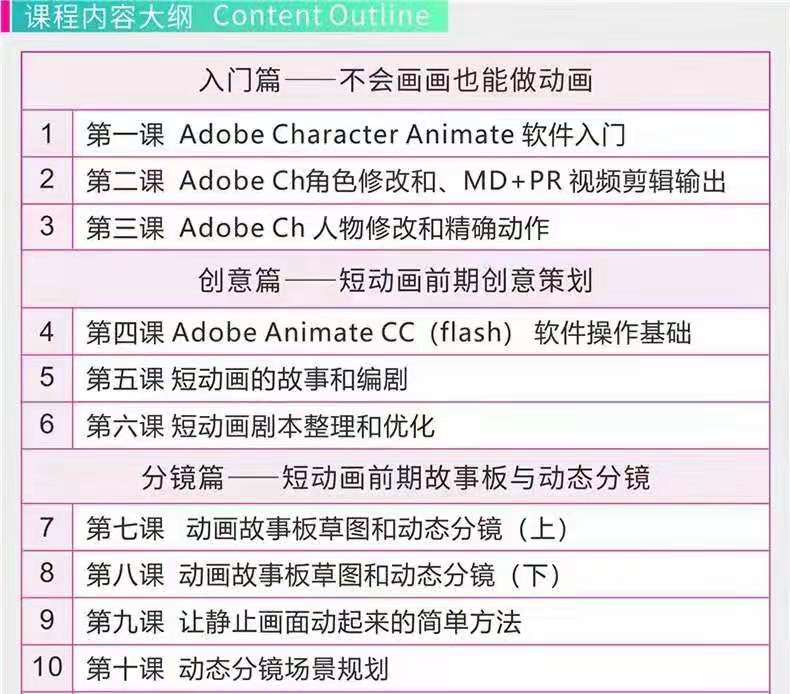 课程内容大纲 Content Outline
入门篇——不会画画也能做动画
1 第一课 Adobe Character Animate 软件入门
2 第二课 Adobe Ch角色修改和、MD+PR 视频剪辑输出
3 第三课 Adobe Ch 人物修改和精确动作
创意篇——短动画前期创意策划
4 第四课 Adobe Animate CC（flash） 软件操作基础
5 第五课 短动画的故事和编剧
6 第六课 短动画剧本整理和优化
分镜篇——短动画前期故事板与动态分镜
7 第七课 动画故事板草图和动态分镜（上）
8 第八课 动画故事板草图和动态分镜（下）
9 第九课 让静止画面动起来的简单方法
10 第十课 动态分镜场景规划